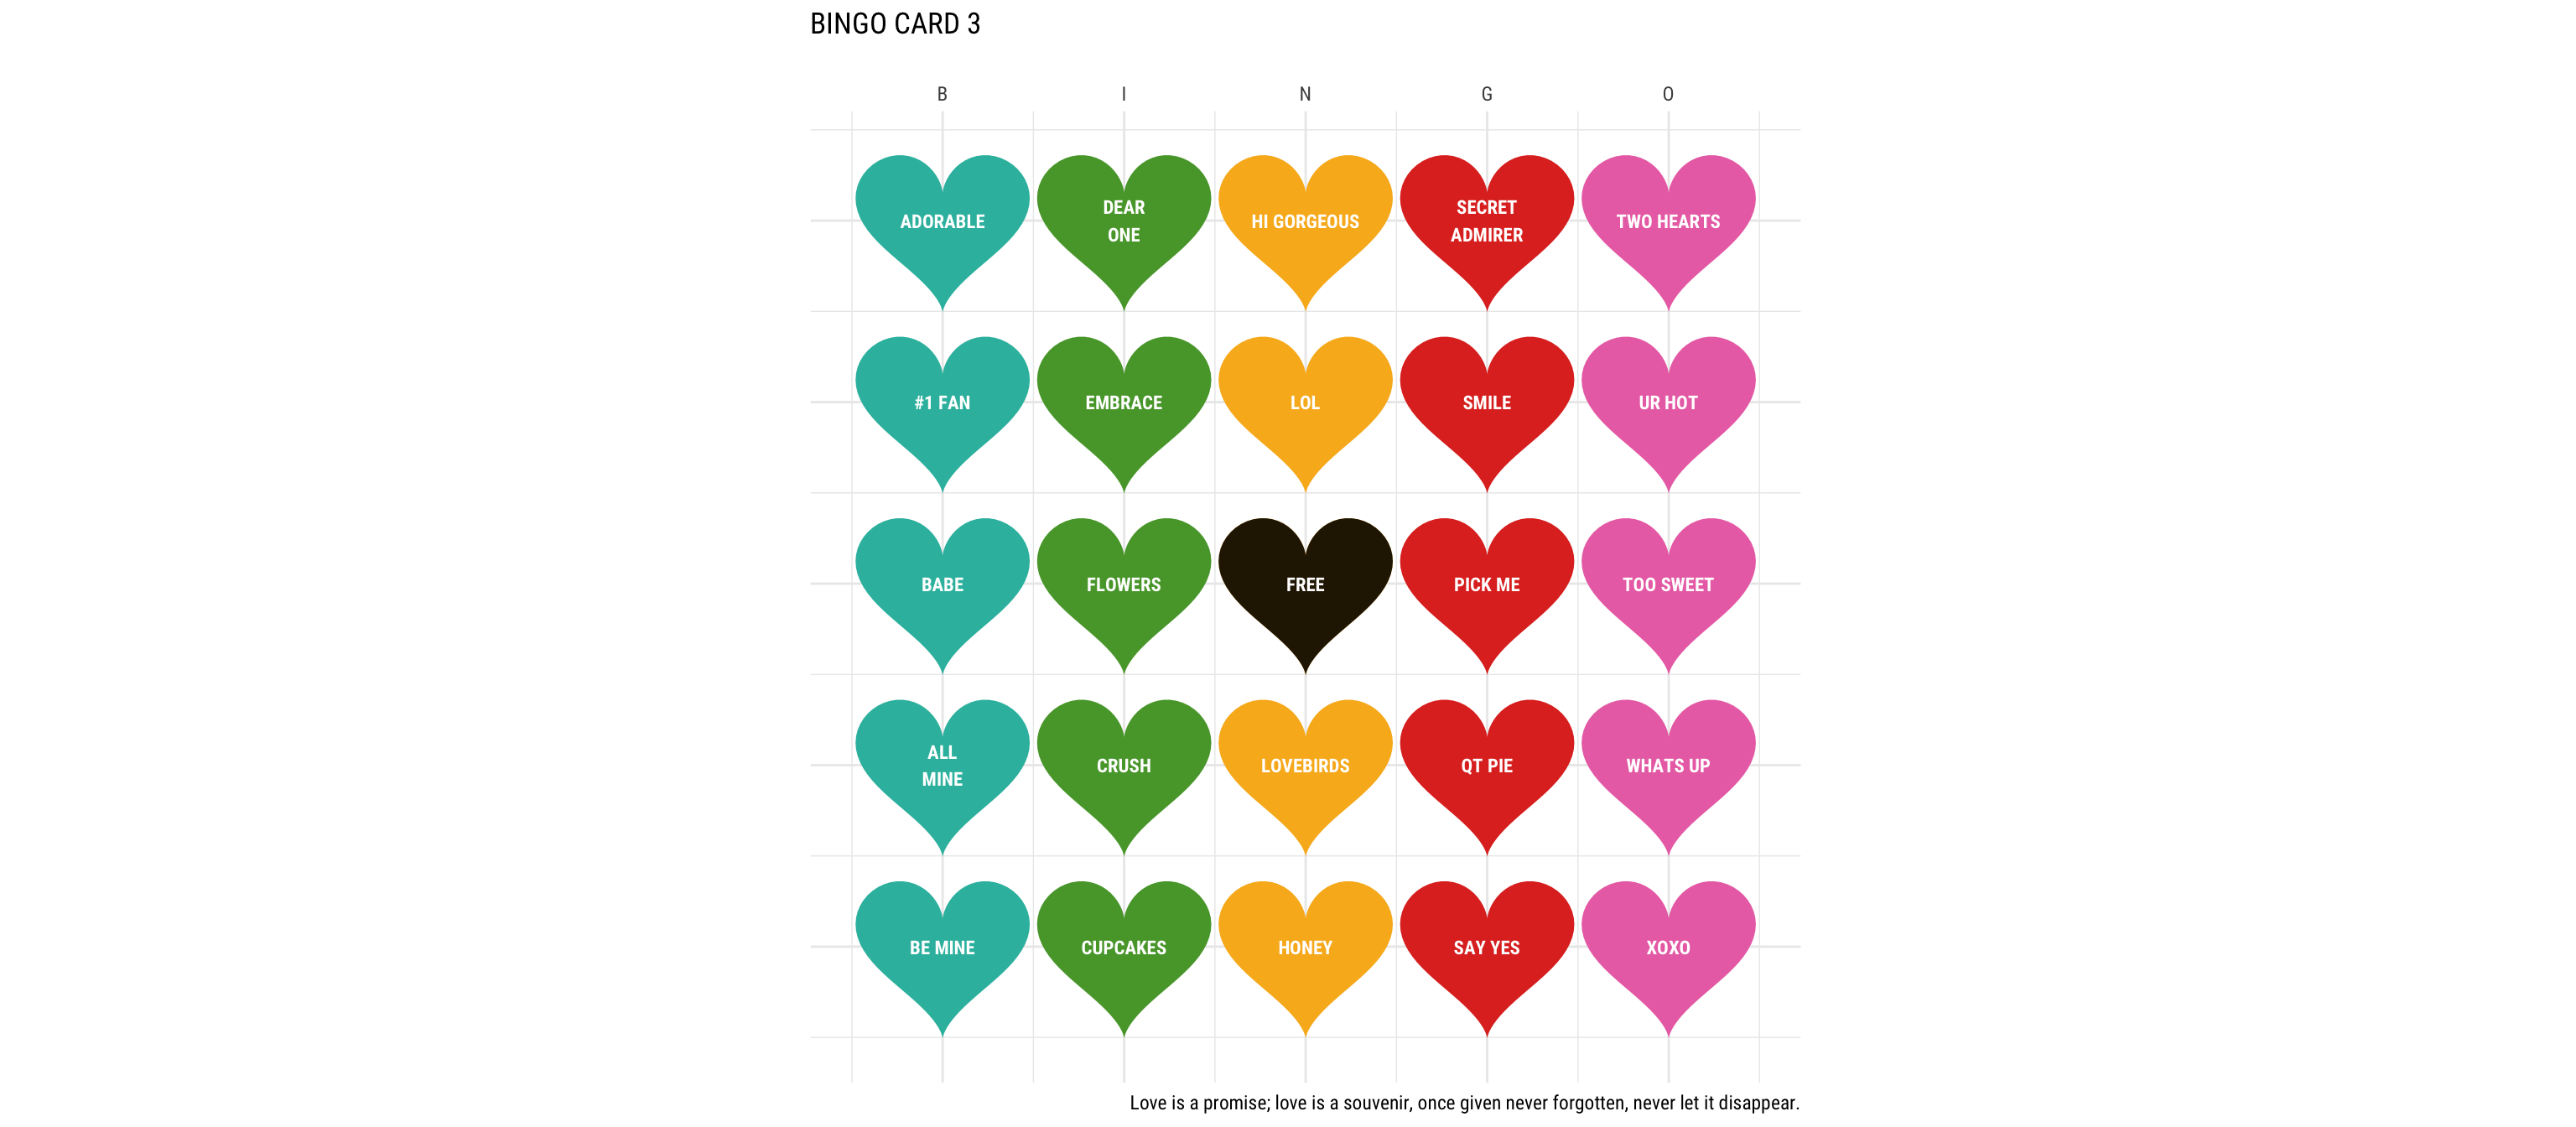 BINGO CARD 3
B I N G O
ADORABLE
DEAR
ONE
HI GORGEOUS
SECRET
ADMIRER
TWO HEARTS
#1 FAN
EMBRACE
LOL
SMILE
UR HOT
BABE
FLOWERS
FREE
PICK ME
TOO SWEET
ALL
MINE
CRUSH
LOVEBIRDS
QT PIE
WHATS UP
BE MINE
CUPCAKES
HONEY
SAY YES
XOXO
Love is a promise; love is a souvenir, once given never forgotten, never let it disappear.